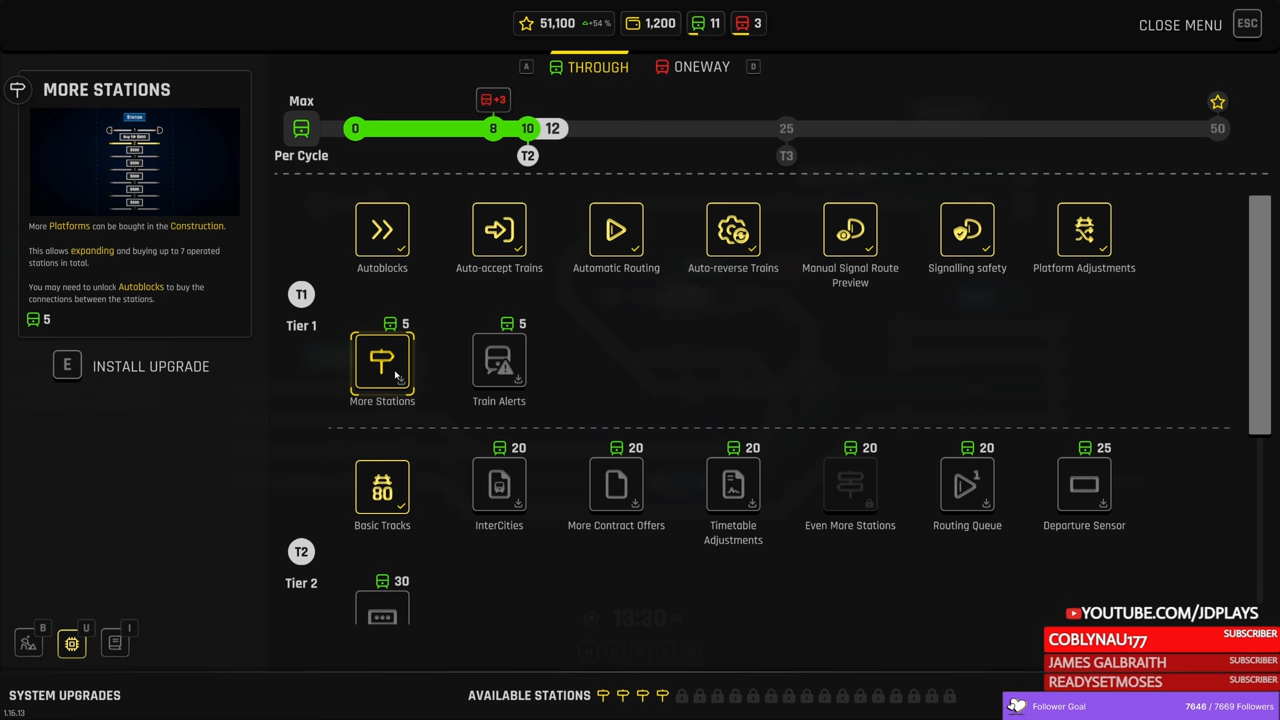 51,100 +54 %
1,200
11
3
CLOSE MENU ESC
A THROUGH ONEWAY D
MORE STATIONS
STATION
More Platforms can be bought in the Construction.
This allows expanding and buying up to 7 operated
stations in total.
You may need to unlock Autoblocks to buy the
connections between the stations.
5
E INSTALL UPGRADE
Max
Per Cycle
+3
0 8 10 12 25 50
T2 T3
Autoblocks
Auto-accept Trains
Automatic Routing
Auto-reverse Trains
Manual Signal Route
Preview
Signalling safety
Platform Adjustments
T1
Tier 1
5
More Stations
5
Train Alerts
T2
Tier 2
80
Basic Tracks
20
InterCities
20
More Contract Offers
20
Timetable
Adjustments
20
Even More Stations
20
1
Routing Queue
25
Departure Sensor
30
13:30
B U I
SYSTEM UPGRADES
1.16.13
AVAILABLE STATIONS
YOUTUBE.COM/JDPLAYS
COBLYNAU177 SUBSCRIBER
JAMES GALBRAITH SUBSCRIBER
READYSETMOSES SUBSCRIBER
Follower Goal 7646 / 7669 Followers